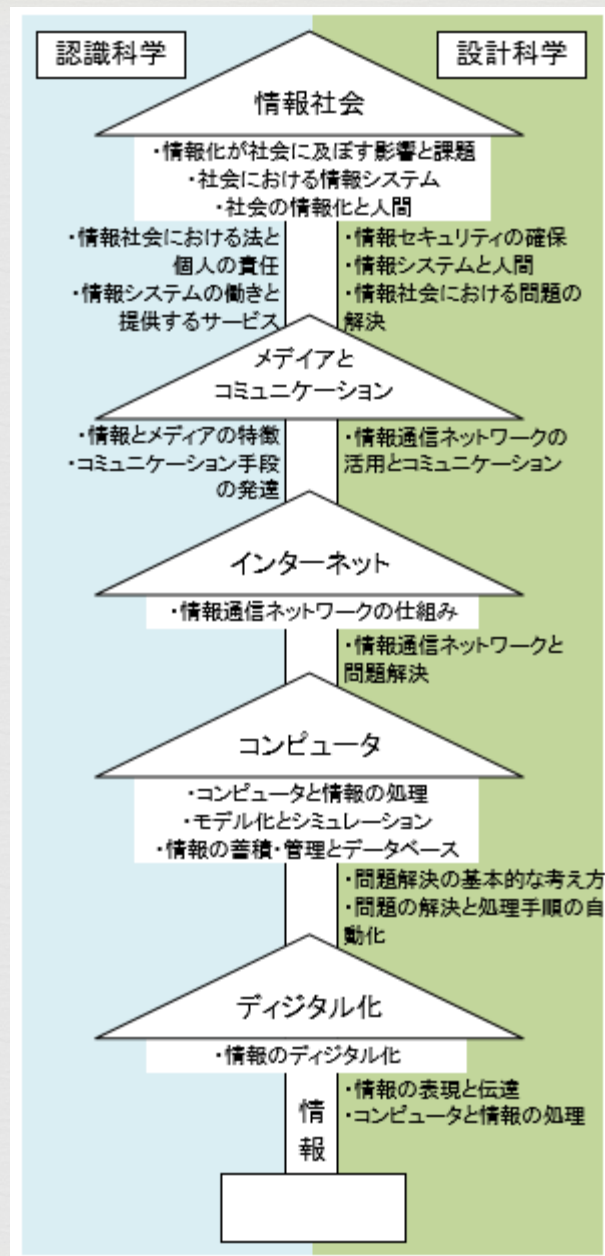 認識科学
設計科学
情報社会
・情報化が社会に及ぼす影響と課題
・社会における情報システム
・社会の情報化と人間
・情報社会における法と
個人の責任
・情報システムの働きと
提供するサービス
・情報セキュリティの確保
・情報システムと人間
・情報社会における問題の
解決
メディアと
コミュニケーション
・情報とメディアの特徴
・コミュニケーション手段
の発達
・情報通信ネットワークの
活用とコミュニケーション
インターネット
・情報通信ネットワークの仕組み
・情報通信ネットワークと
問題解決
コンピュータ
・コンピュータと情報の処理
・モデル化とシミュレーション
・情報の蓄積・管理とデータベース
・問題解決の基本的な考え方
・問題の解決と処理手順の自
動化
ディジタル化
・情報のディジタル化
・情報の表現と伝達
・コンピュータと情報の処理
情
報